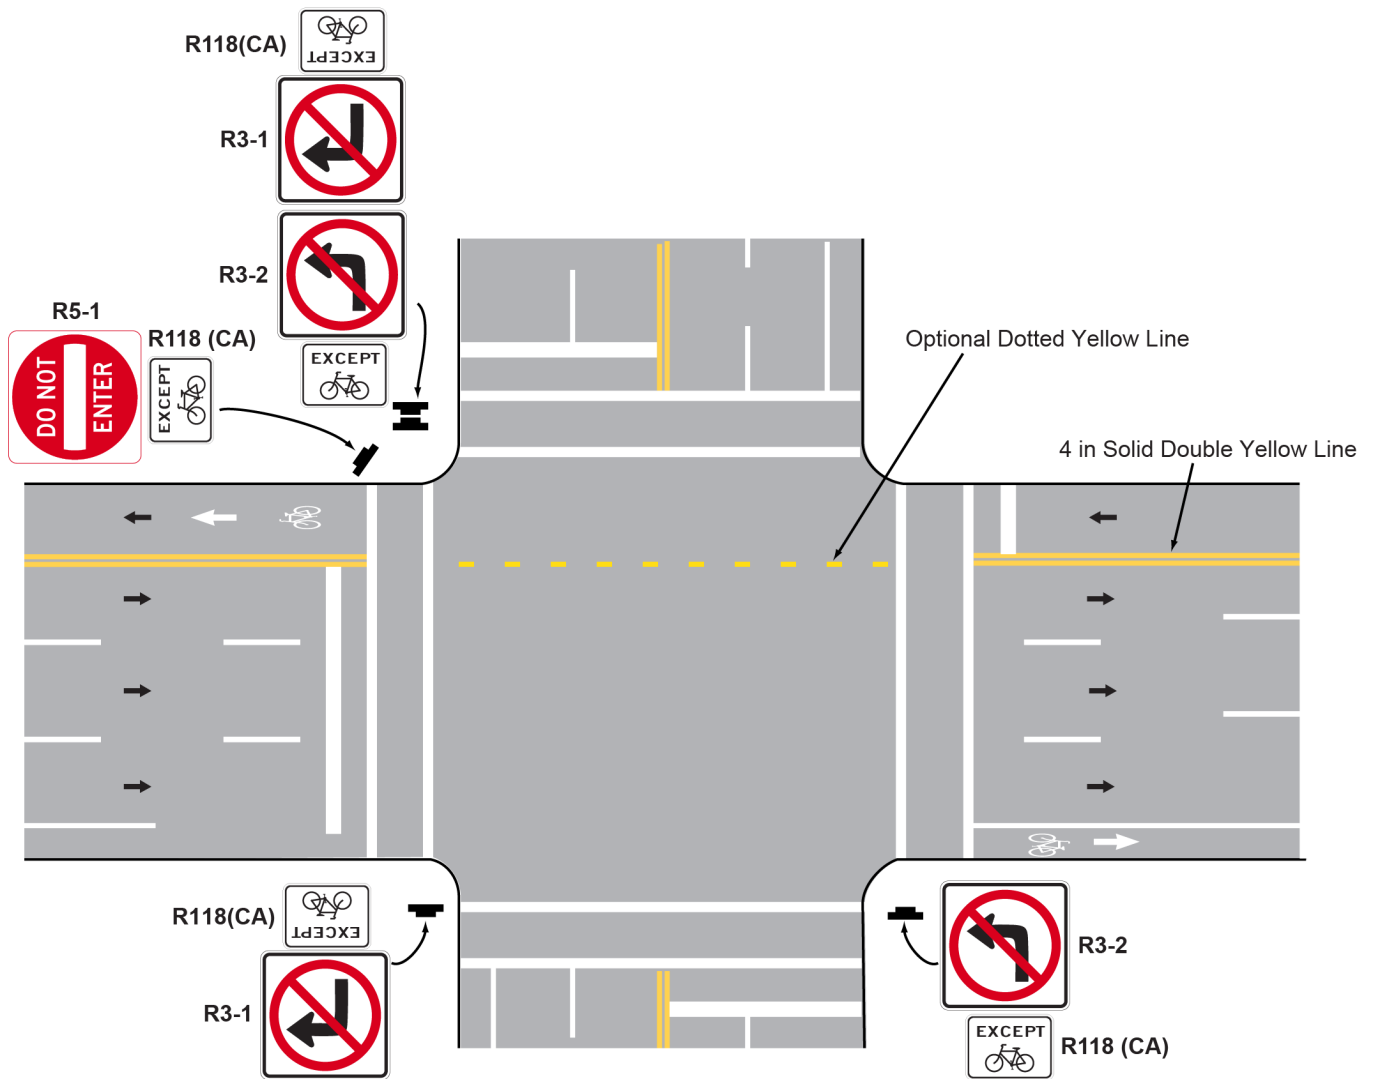 R118(CA)
EXCEPT
R3-1
R3-2
EXCEPT
R5-1
DO NOT
ENTER
R118 (CA)
EXCEPT
Optional Dotted Yellow Line
4 in Solid Double Yellow Line
R118(CA)
EXCEPT
R3-1
R3-2
EXCEPT
R118 (CA)